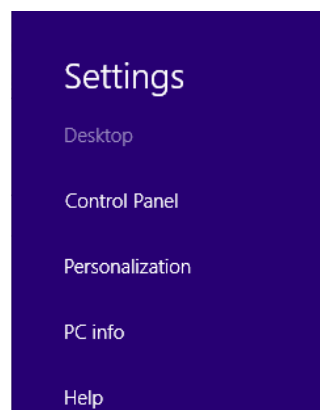 Settings
Desktop
Control Panel
Personalization
PC info
Help